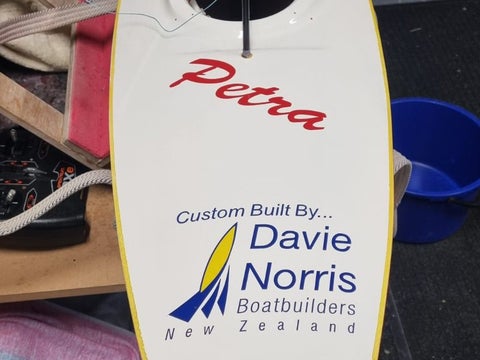 Petra
Custom Built By...
Davie
Norris
Boatbuilders
New Zealand